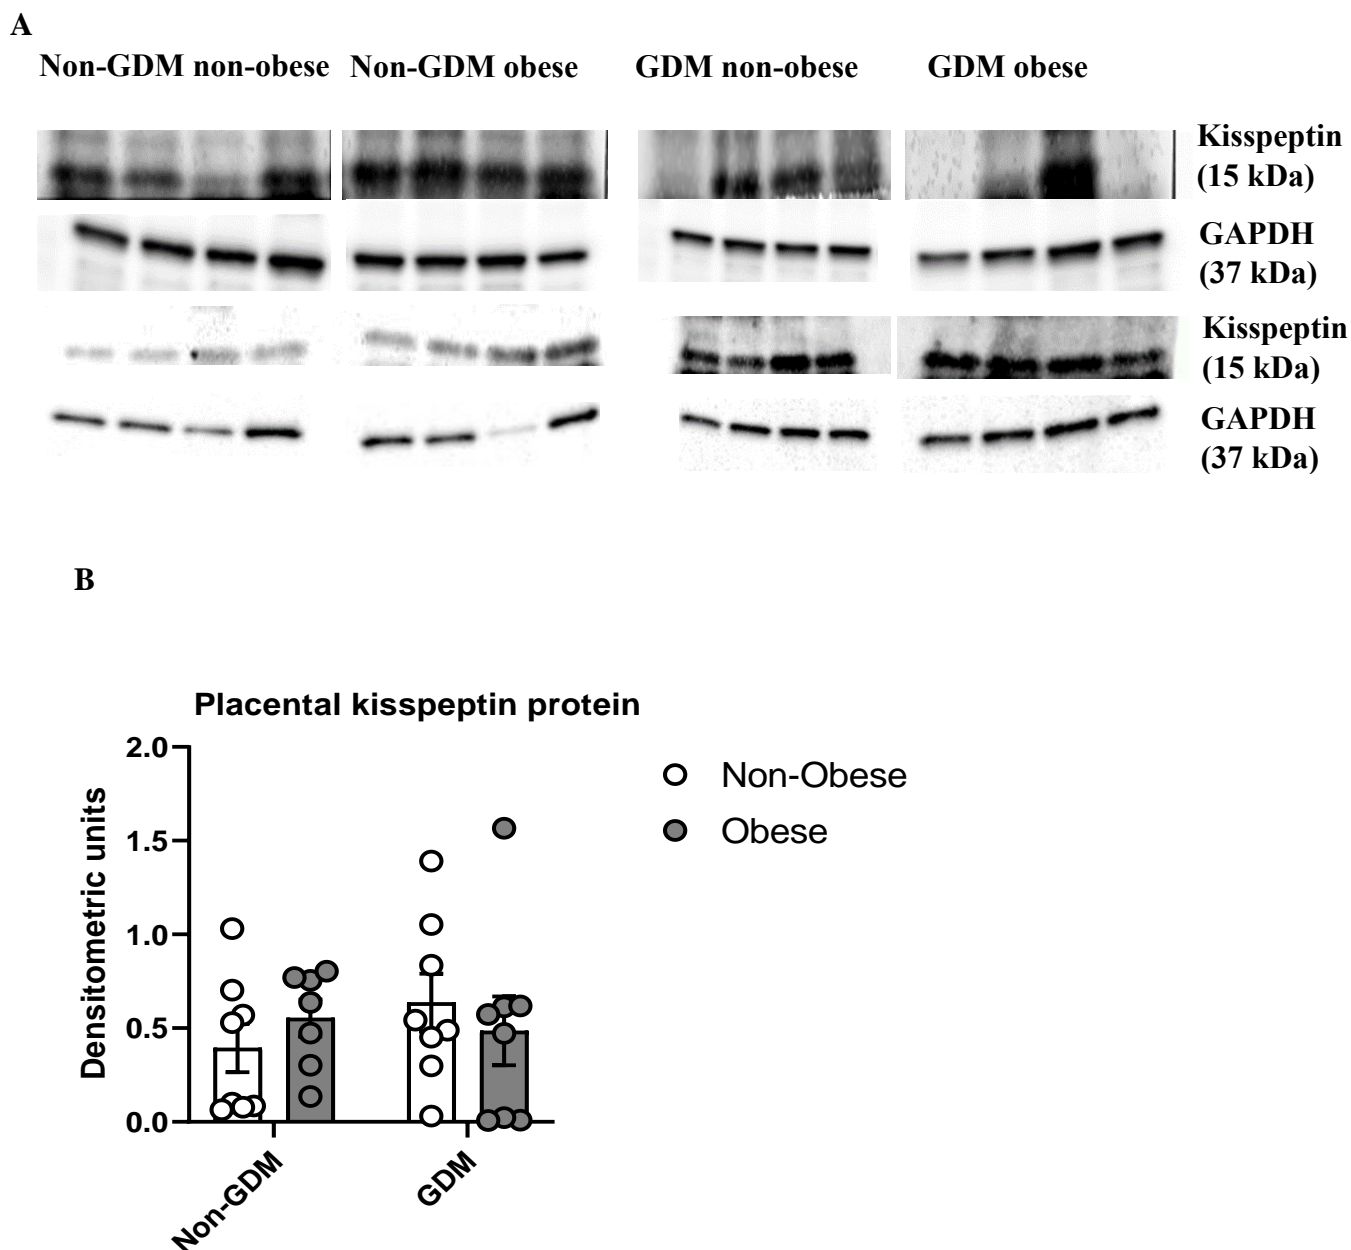 A
Non-GDM non-obese Non-GDM obese GDM non-obese GDM obese
Kisspeptin
(15 kDa)
GAPDH
(37 kDa)
Kisspeptin
(15 kDa)
GAPDH
(37 kDa)
B
Placental kisspeptin protein
Densitometric units
2.0
1.5
1.0
0.5
0.0
Non-GDM
GDM
Non-Obese
Obese